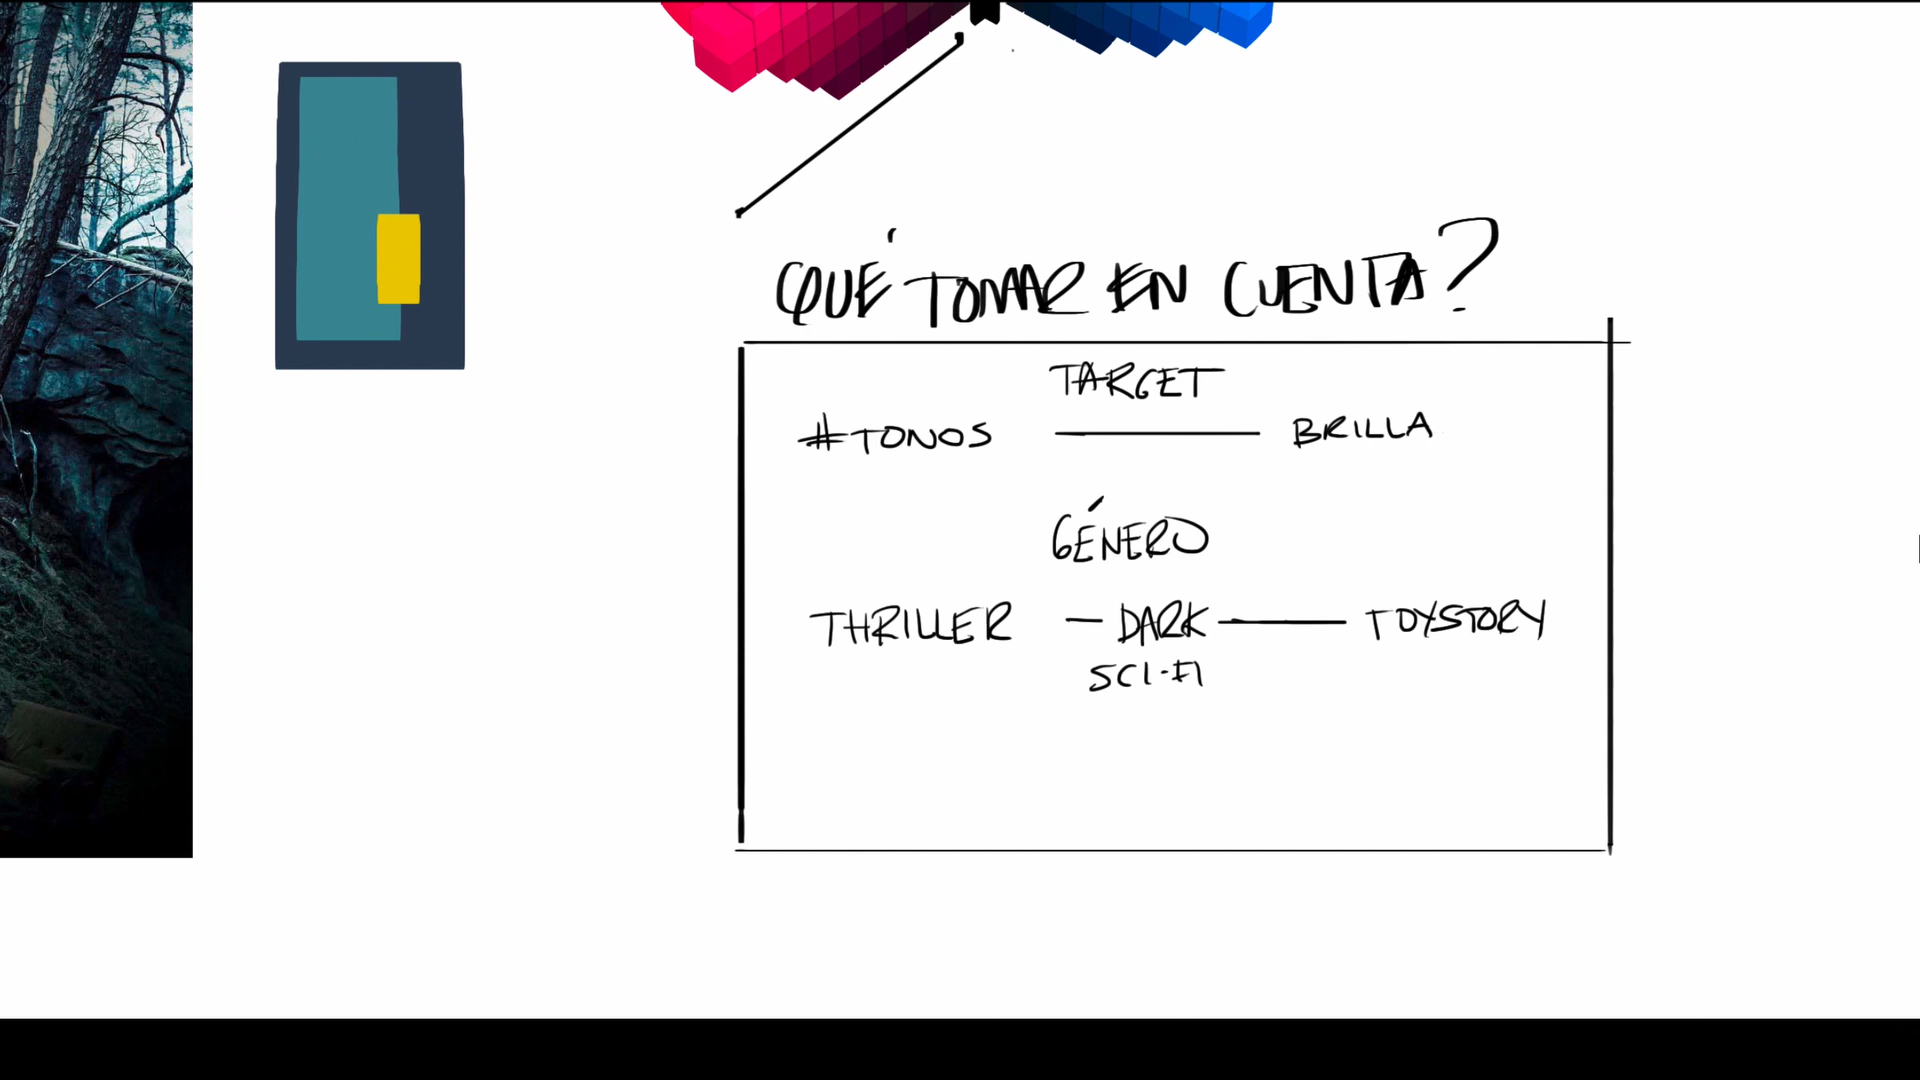 QUÉ TOMAR EN CUENTA?
TARGET
#TONOS — BRILLA
GÉNERO
THRILLER — DARK — TOYSTORY
SCI-FI